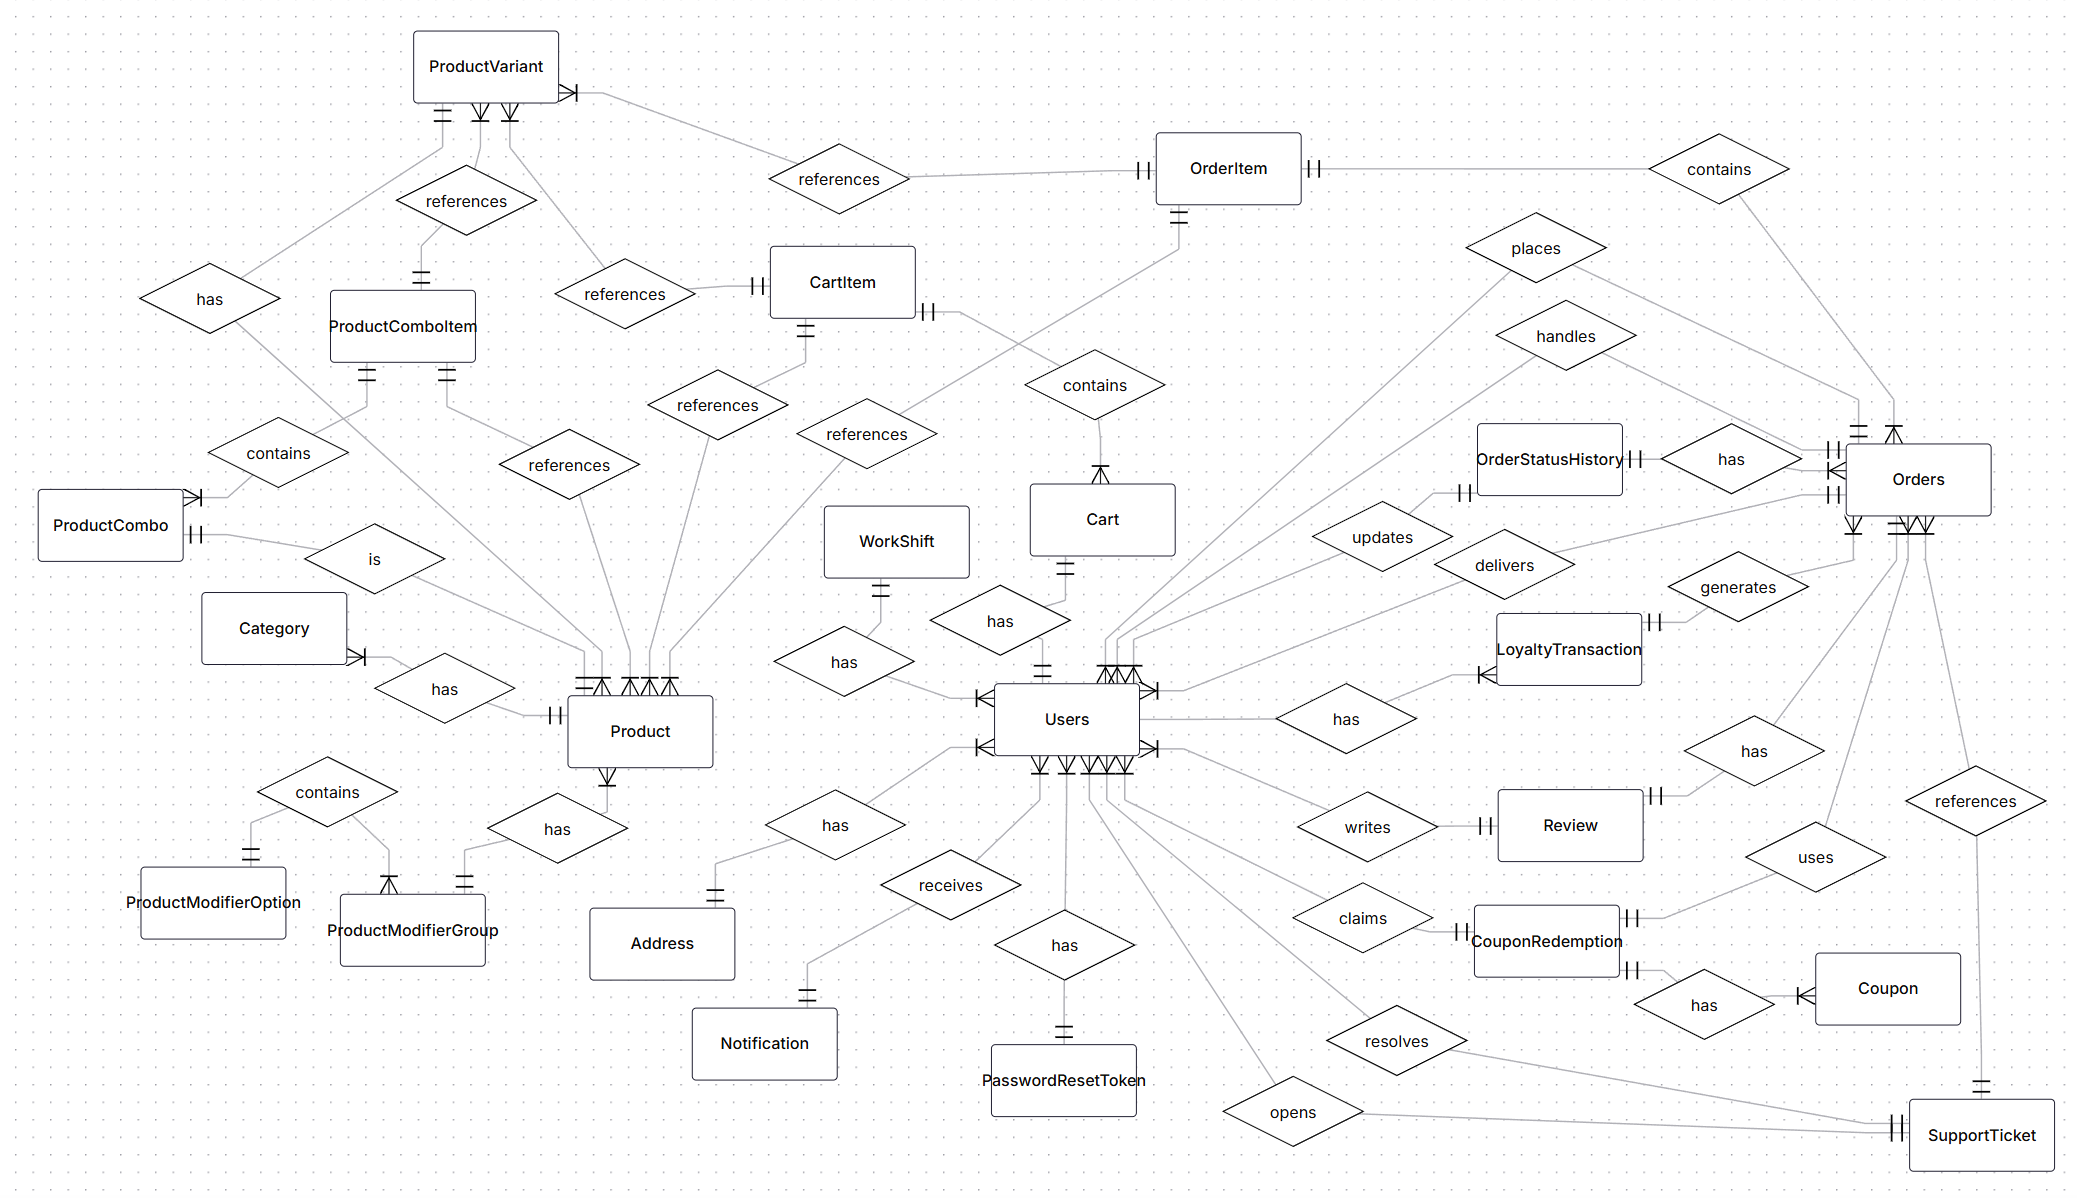 ProductVariant
OrderItem
contains
references
references
places
CartItem
references
has
ProductComboItem
handles
contains
references
references
contains
references
OrderStatusHistory
has
Orders
ProductCombo
Cart
updates
WorkShift
is
delivers
generates
Category
has
LoyaltyTransaction
has
has
Users
has
Product
has
contains
has
has
writes
Review
references
uses
receives
ProductModifierOption
claims
ProductModifierGroup
Address
has
CouponRedemption
Coupon
has
Notification
resolves
PasswordResetToken
opens
SupportTicket